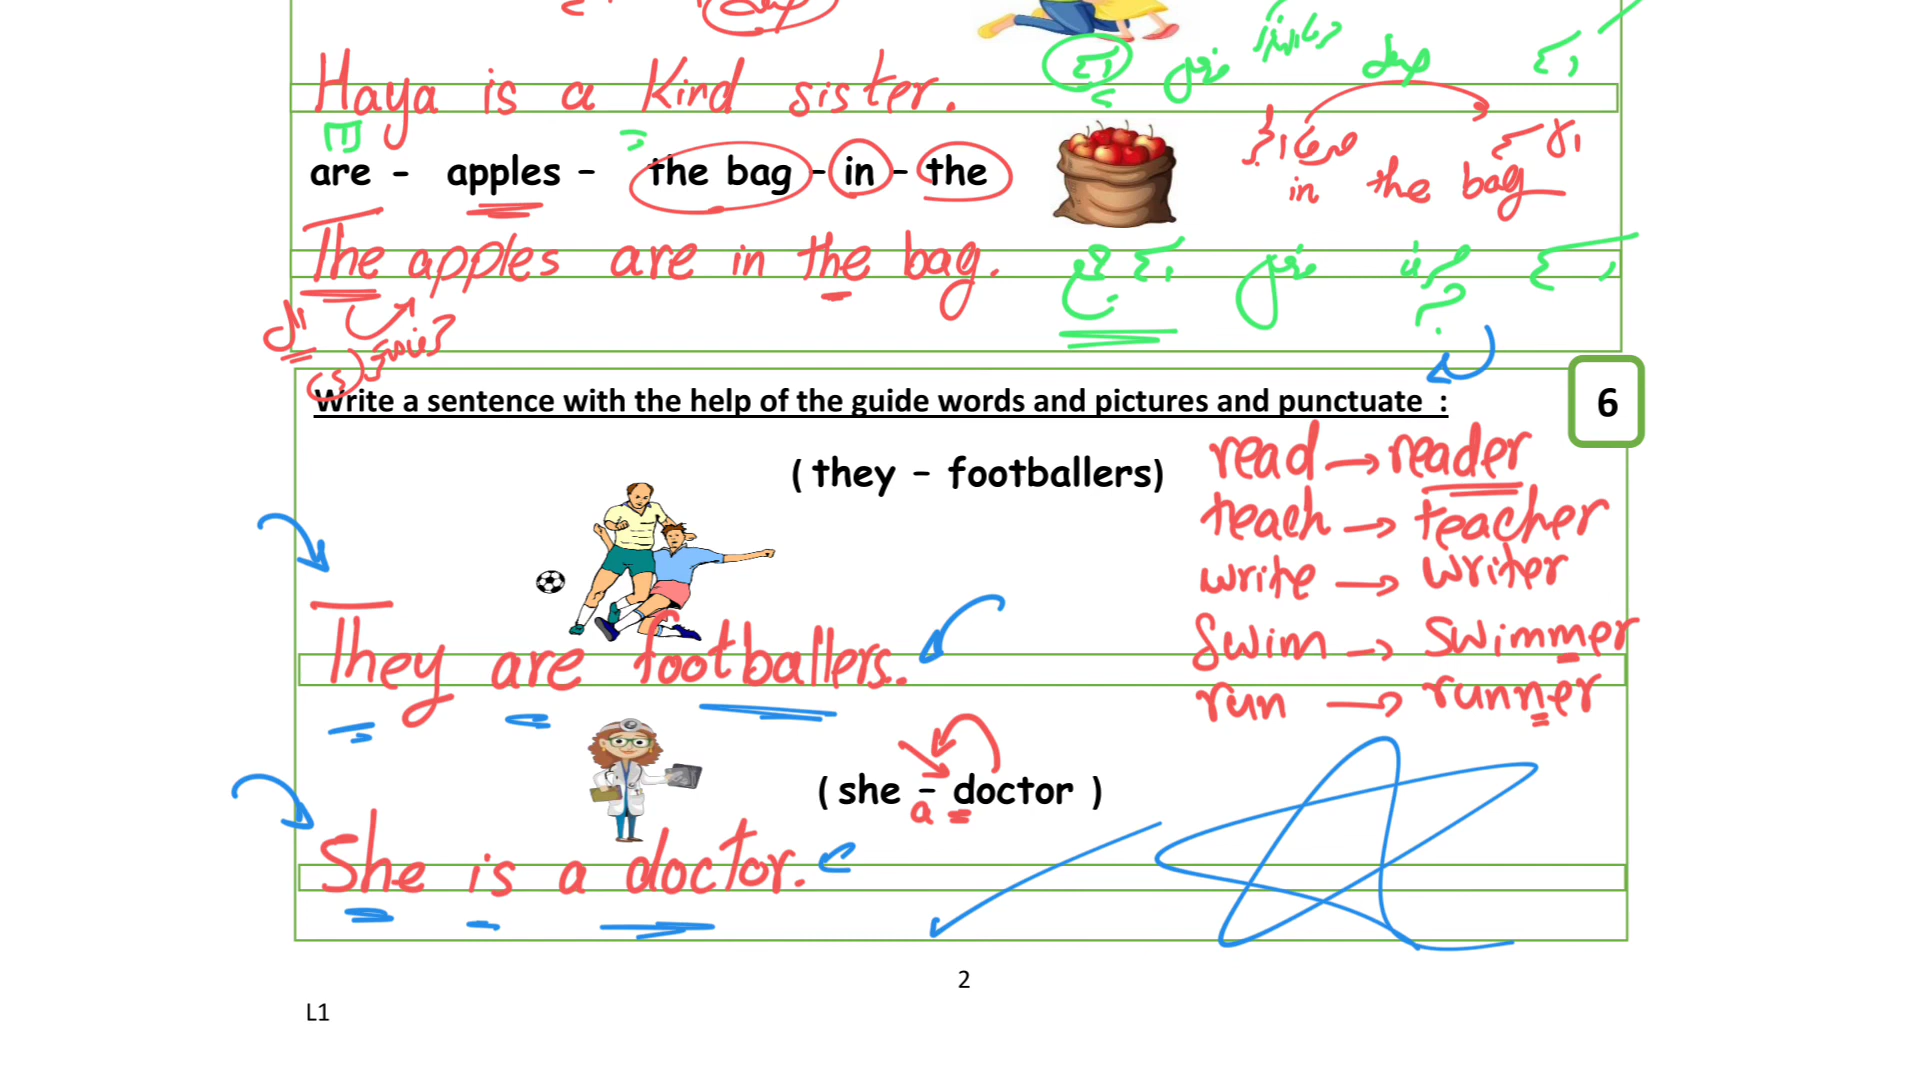 Haya is a Kind sister.
are - apples - the bag - in - the
in the bag
The apples are in the bag.
(s)
Write a sentence with the help of the guide words and pictures and punctuate :
6
( they - footballers)
read → reader
teach → teacher
write → writer
Swim → Swimmer
run → runner
They are footballers.
( she - doctor )
a
She is a doctor.
2
L1